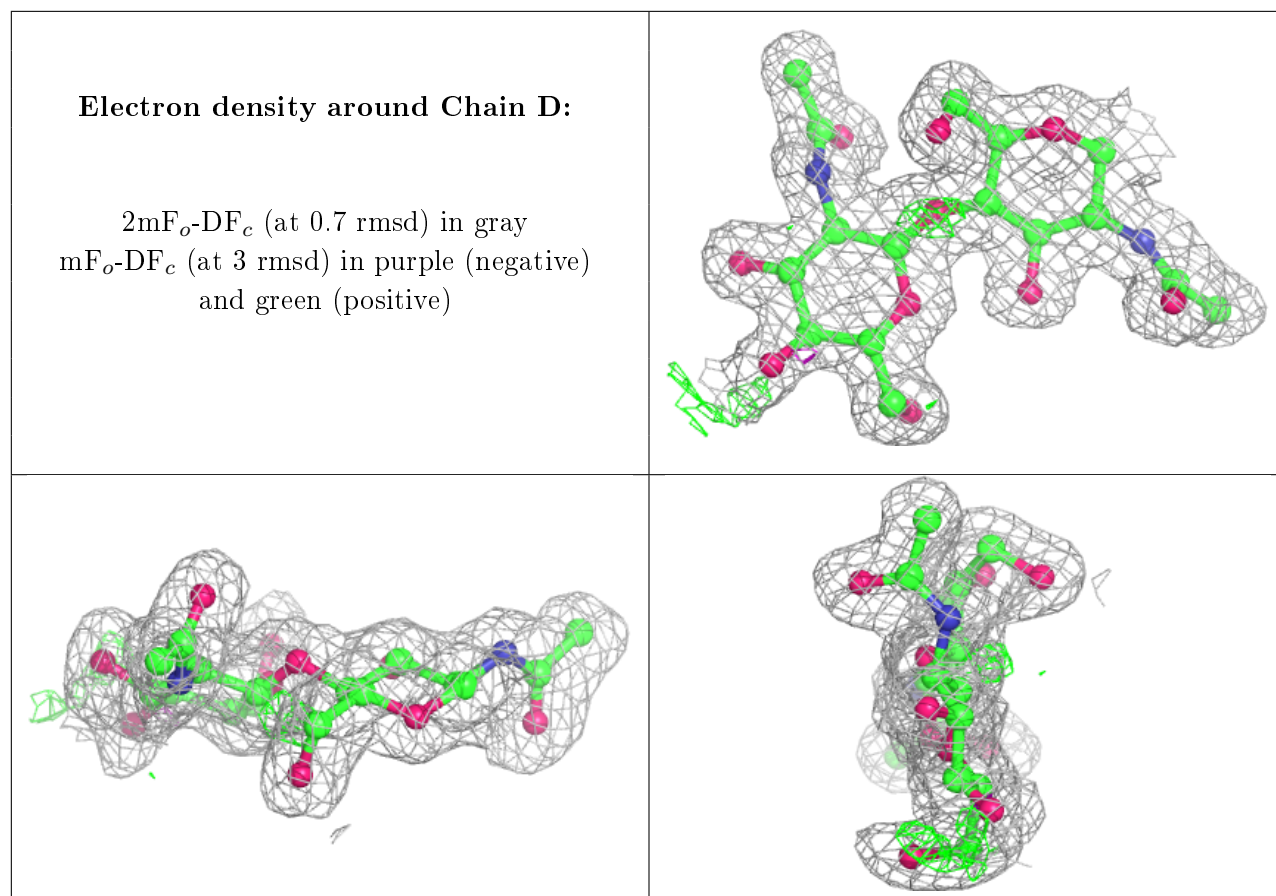 Electron density around Chain D:
2mFₒ-DF𝒸 (at 0.7 rmsd) in gray
mFₒ-DF𝒸 (at 3 rmsd) in purple (negative)
and green (positive)